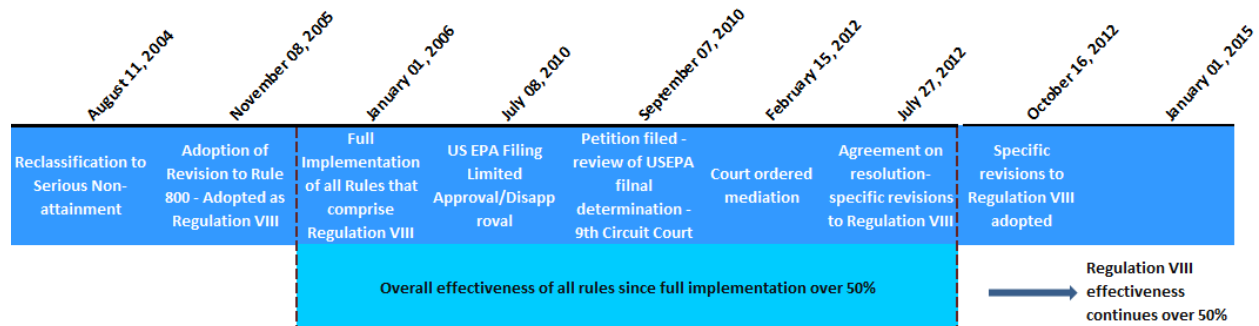 August 11, 2004
November 08, 2005
January 01, 2006
July 08, 2010
September 07, 2010
February 15, 2012
July 27, 2012
October 16, 2012
January 01, 2015
Reclassification to
Serious Non-
attainment
Adoption of
Revision to Rule
800 - Adopted as
Regulation VIII
Full
Implementation
of all Rules that
comprise
Regulation VIII
US EPA Filing
Limited
Approval/Disapp
roval
Petition filed -
review of USEPA
filnal
determination -
9th Circuit Court
Court ordered
mediation
Agreement on
resolution-
specific revisions
to Regulation VIII
Specific
revisions to
Regulation VIII
adopted
Overall effectiveness of all rules since full implementation over 50%
Regulation VIII
effectiveness
continues over 50%